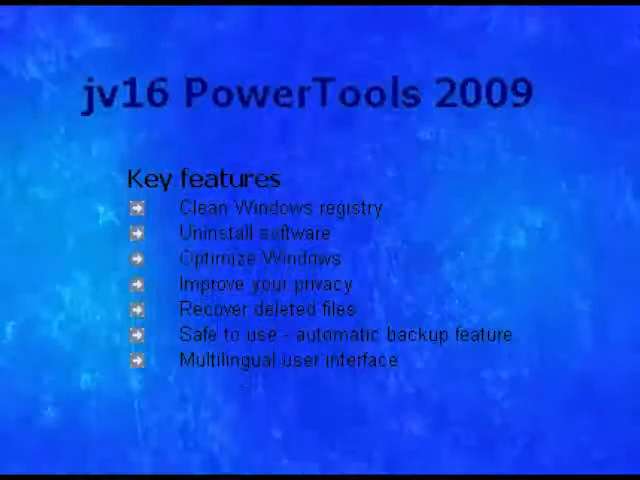 jv16 PowerTools 2009
Key features
Clean Windows registry
Uninstall software
Optimize Windows
Improve your privacy
Recover deleted files
Safe to use - automatic backup feature
Multilingual user interface